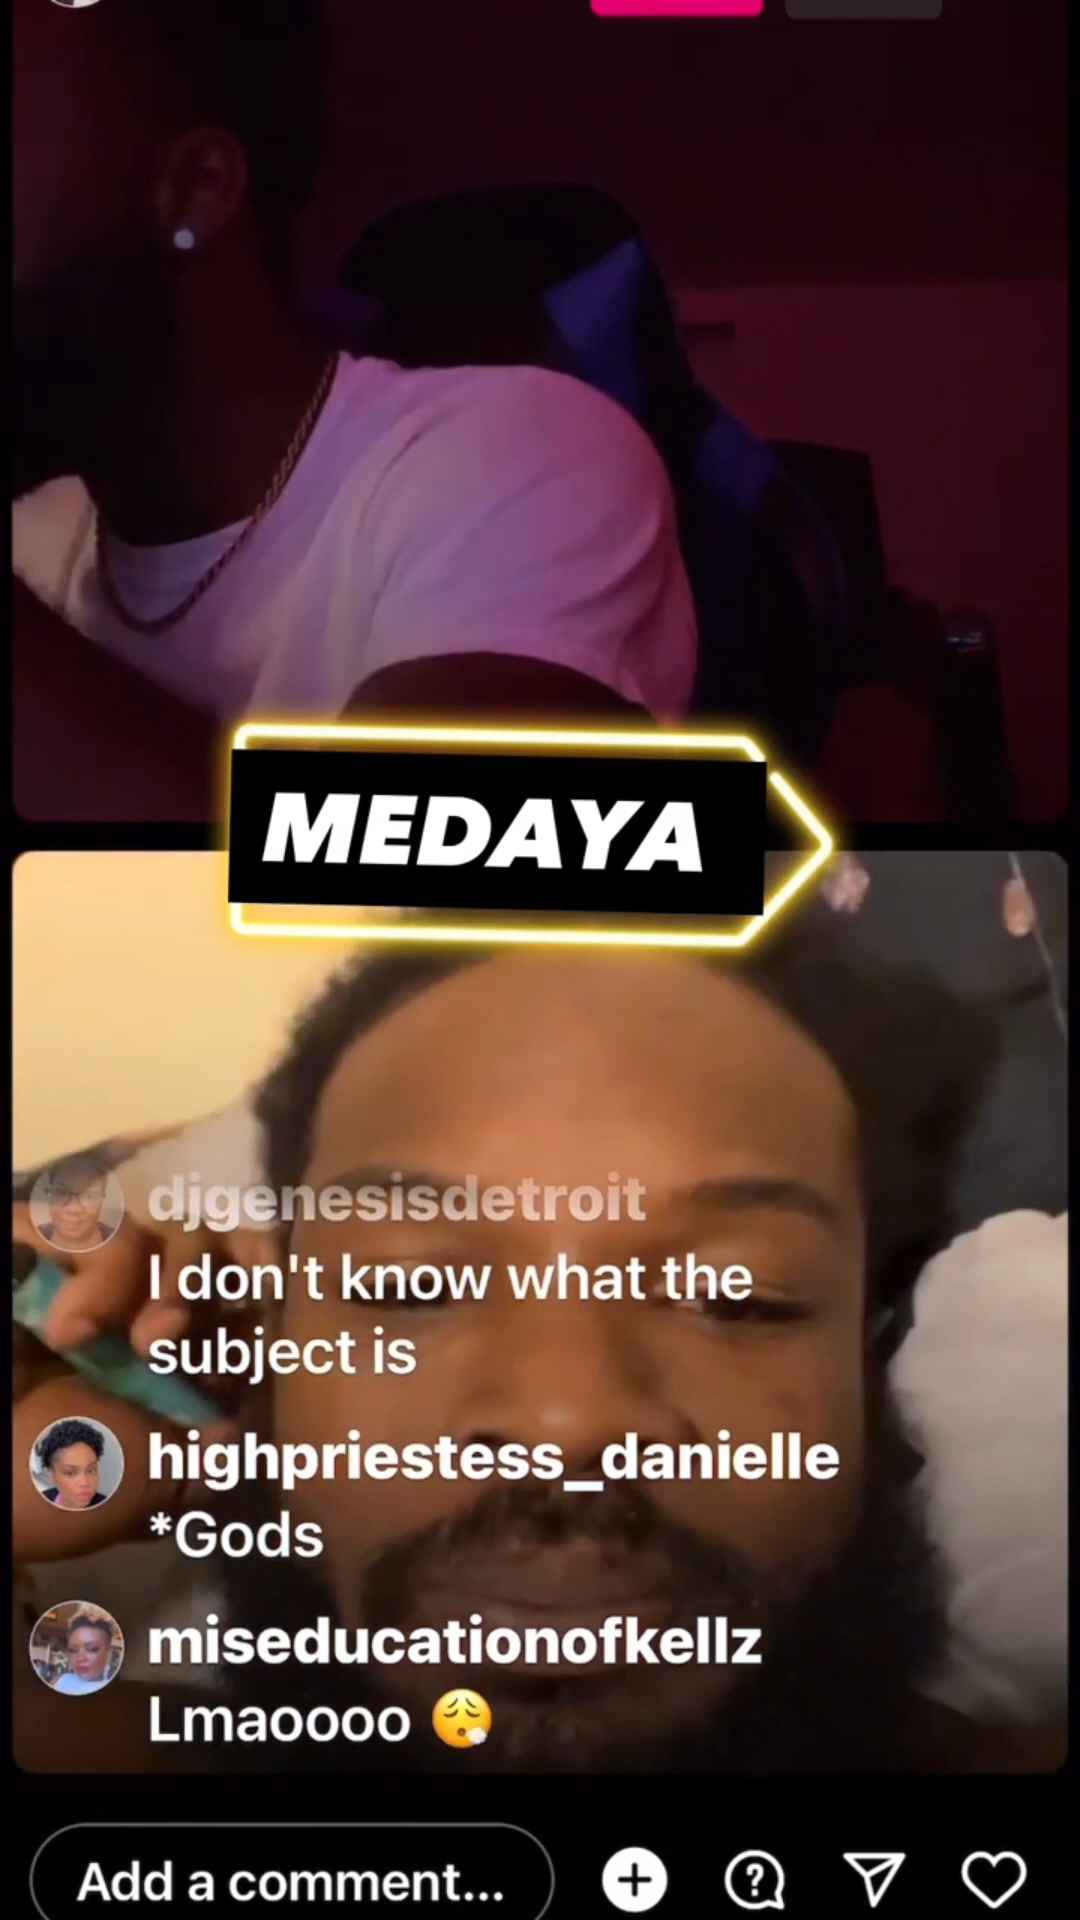 MEDAYA
djgenesisdetroit
I don't know what the
subject is
highpriestess_danielle
*Gods
miseducationofkellz
Lmaoooo 😮‍💨
Add a comment...